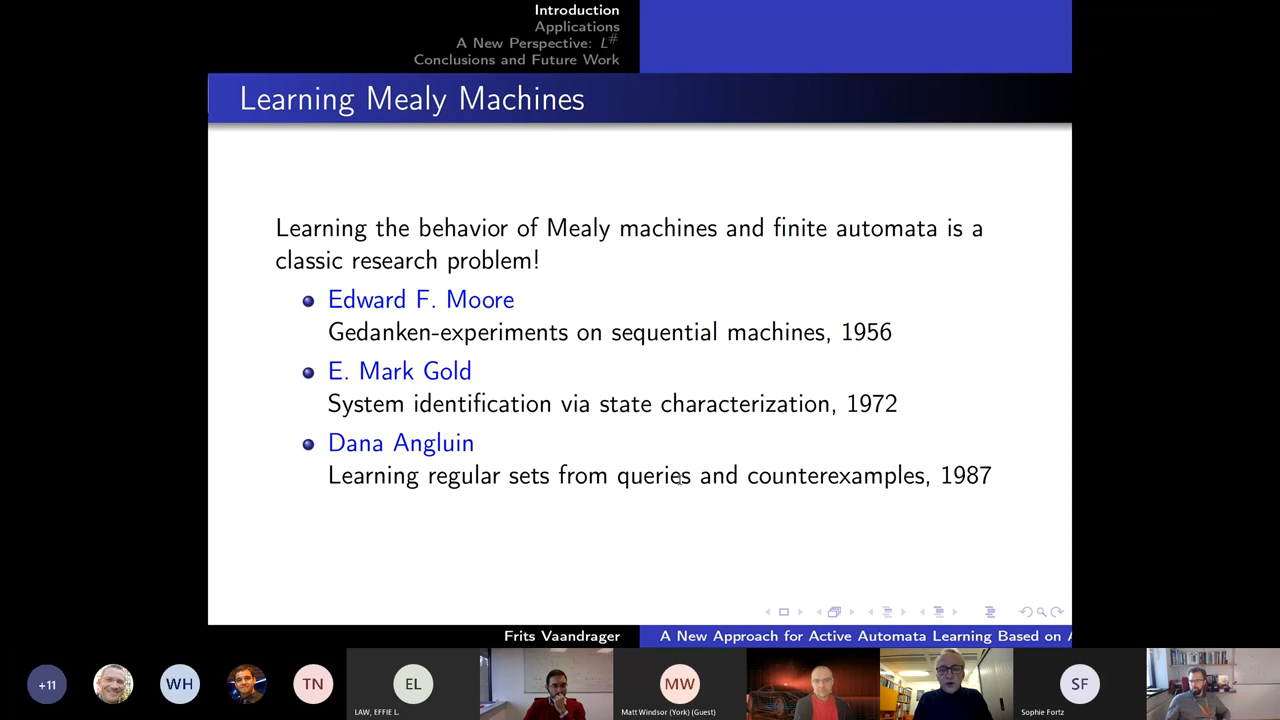 Introduction
Applications
A New Perspective: L#
Conclusions and Future Work
Learning Mealy Machines
Learning the behavior of Mealy machines and finite automata is a
classic research problem!
Edward F. Moore
Gedanken-experiments on sequential machines, 1956
E. Mark Gold
System identification via state characterization, 1972
Dana Angluin
Learning regular sets from queries and counterexamples, 1987
Frits Vaandrager
A New Approach for Active Automata Learning Based on A
+11
WH
TN
EL
LAW, EFFIE L.
MW
Matt Windsor (York) (Guest)
SF
Sophie Fortz